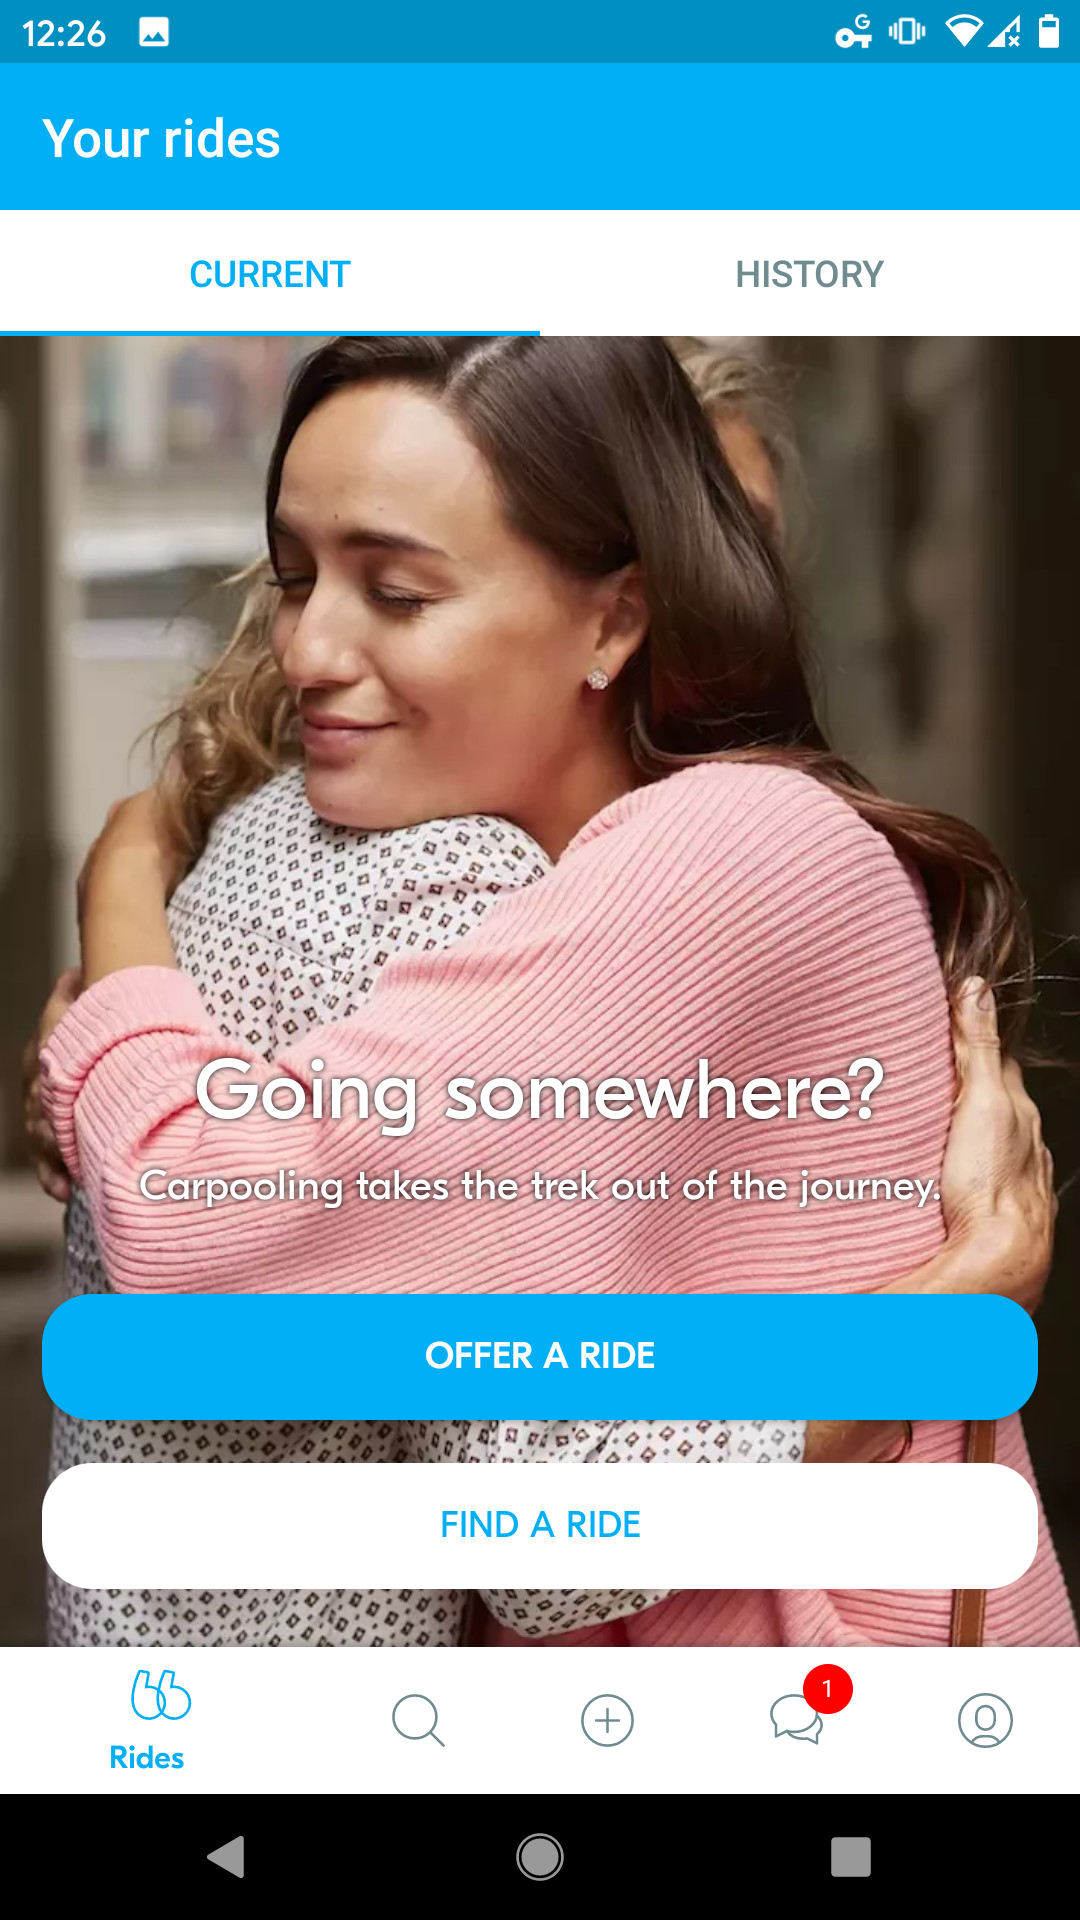 12:26
G
Your rides
CURRENT
HISTORY
Going somewhere?
Carpooling takes the trek out of the journey.
OFFER A RIDE
FIND A RIDE
1
Rides